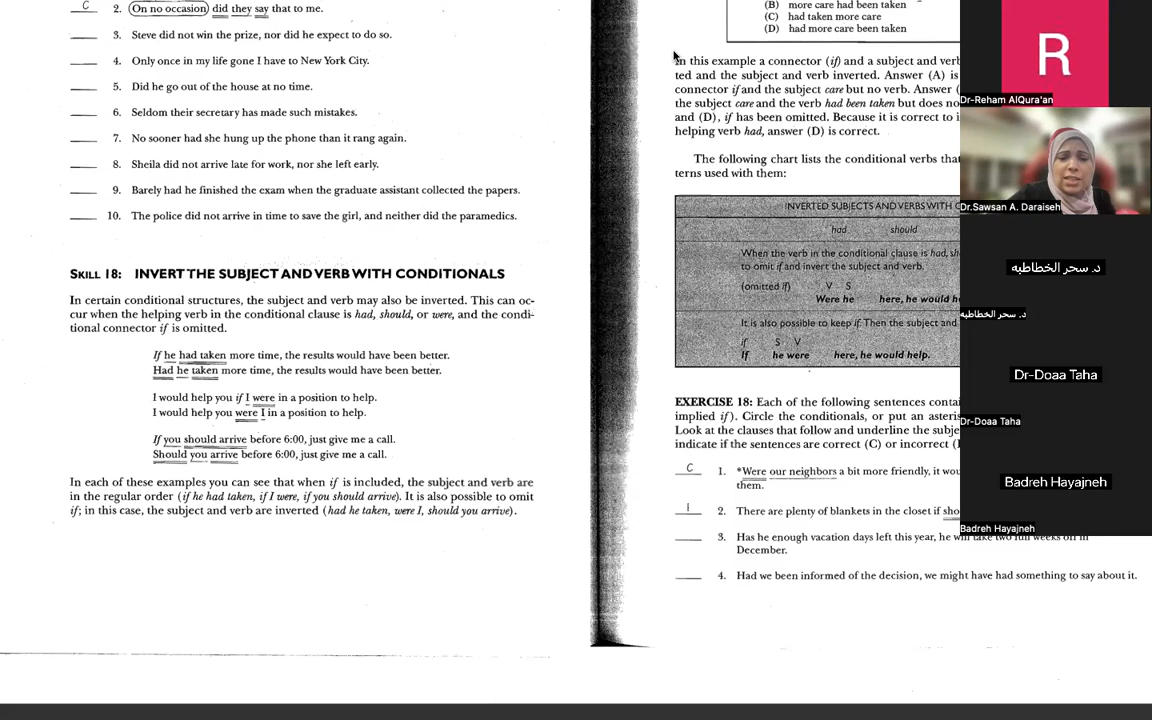 C 2. On no occasion did they say that to me.
3. Steve did not win the prize, nor did he expect to do so.
4. Only once in my life gone I have to New York City.
5. Did he go out of the house at no time.
6. Seldom their secretary has made such mistakes.
7. No sooner had she hung up the phone than it rang again.
8. Sheila did not arrive late for work, nor she left early.
9. Barely had he finished the exam when the graduate assistant collected the papers.
10. The police did not arrive in time to save the girl, and neither did the paramedics.
SKILL 18: INVERT THE SUBJECT AND VERB WITH CONDITIONALS
In certain conditional structures, the subject and verb may also be inverted. This can oc-
cur when the helping verb in the conditional clause is had, should, or were, and the condi-
tional connector if is omitted.
If he had taken more time, the results would have been better.
Had he taken more time, the results would have been better.
I would help you if I were in a position to help.
I would help you were I in a position to help.
If you should arrive before 6:00, just give me a call.
Should you arrive before 6:00, just give me a call.
In each of these examples you can see that when if is included, the subject and verb are
in the regular order (if he had taken, if I were, if you should arrive). It is also possible to omit
if; in this case, the subject and verb are inverted (had he taken, were I, should you arrive).
(B) more care had been taken
(C) had taken more care
(D) had more care been taken
In this example a connector (if) and a subject and verb
ted and the subject and verb inverted. Answer (A) is
connector if and the subject care but no verb. Answer (
the subject care and the verb had been taken but does no
and (D), if has been omitted. Because it is correct to i
helping verb had, answer (D) is correct.
The following chart lists the conditional verbs tha
terns used with them:
INVERTED SUBJECTS AND VERBS WITH C
had should
When the verb in the conditional clause is had, sh
to omit if and invert the subject and verb.
(omitted if) V S
Were he here, he would h
It is also possible to keep if. Then the subject and
if S V
If he were here, he would help.
EXERCISE 18: Each of the following sentences contai
implied if). Circle the conditionals, or put an asteris
Look at the clauses that follow and underline the subje
indicate if the sentences are correct (C) or incorrect (I
C 1. *Were our neighbors a bit more friendly, it wou
them.
I 2. There are plenty of blankets in the closet if sho
3. Has he enough vacation days left this year, he will take two full weeks off in
December.
4. Had we been informed of the decision, we might have had something to say about it.
R
Dr-Reham AlQura'an
Dr.Sawsan A. Daraiseh
د. سحر الخطاطبه
د. سحر الخطاطبه
Dr-Doaa Taha
Dr-Doaa Taha
Badreh Hayajneh
Badreh Hayajneh